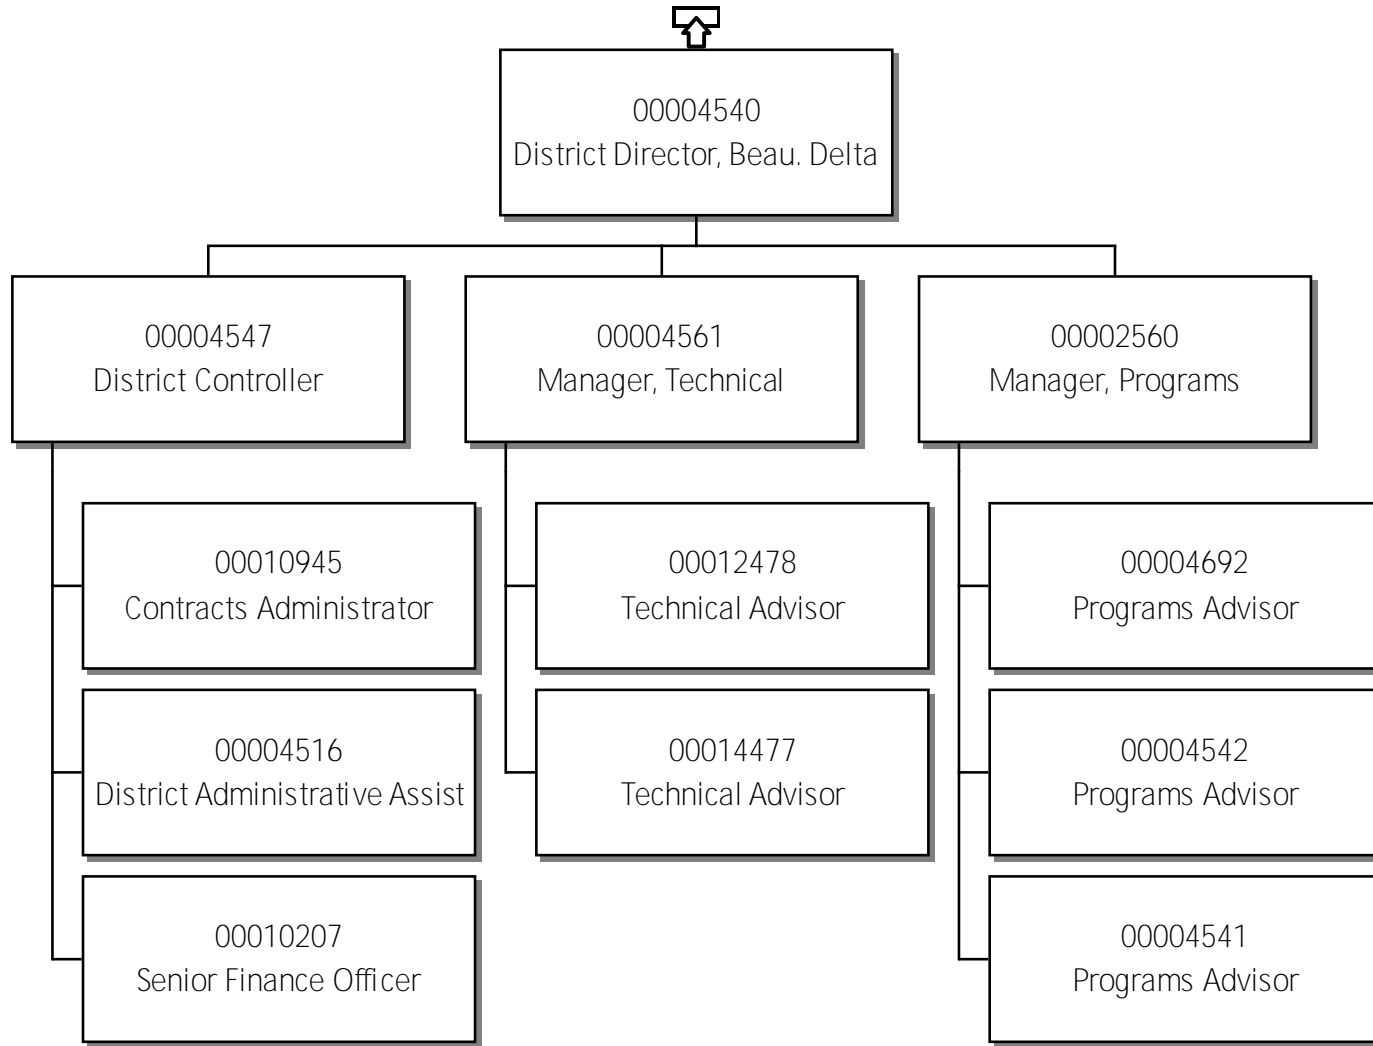 00004540
District Director, Beau. Delta
00004547
District Controller
00004561
Manager, Technical
00002560
Manager, Programs
00010945
Contracts Administrator
00012478
Technical Advisor
00004692
Programs Advisor
00004516
District Administrative Assist
00014477
Technical Advisor
00004542
Programs Advisor
00010207
Senior Finance Officer
00004541
Programs Advisor